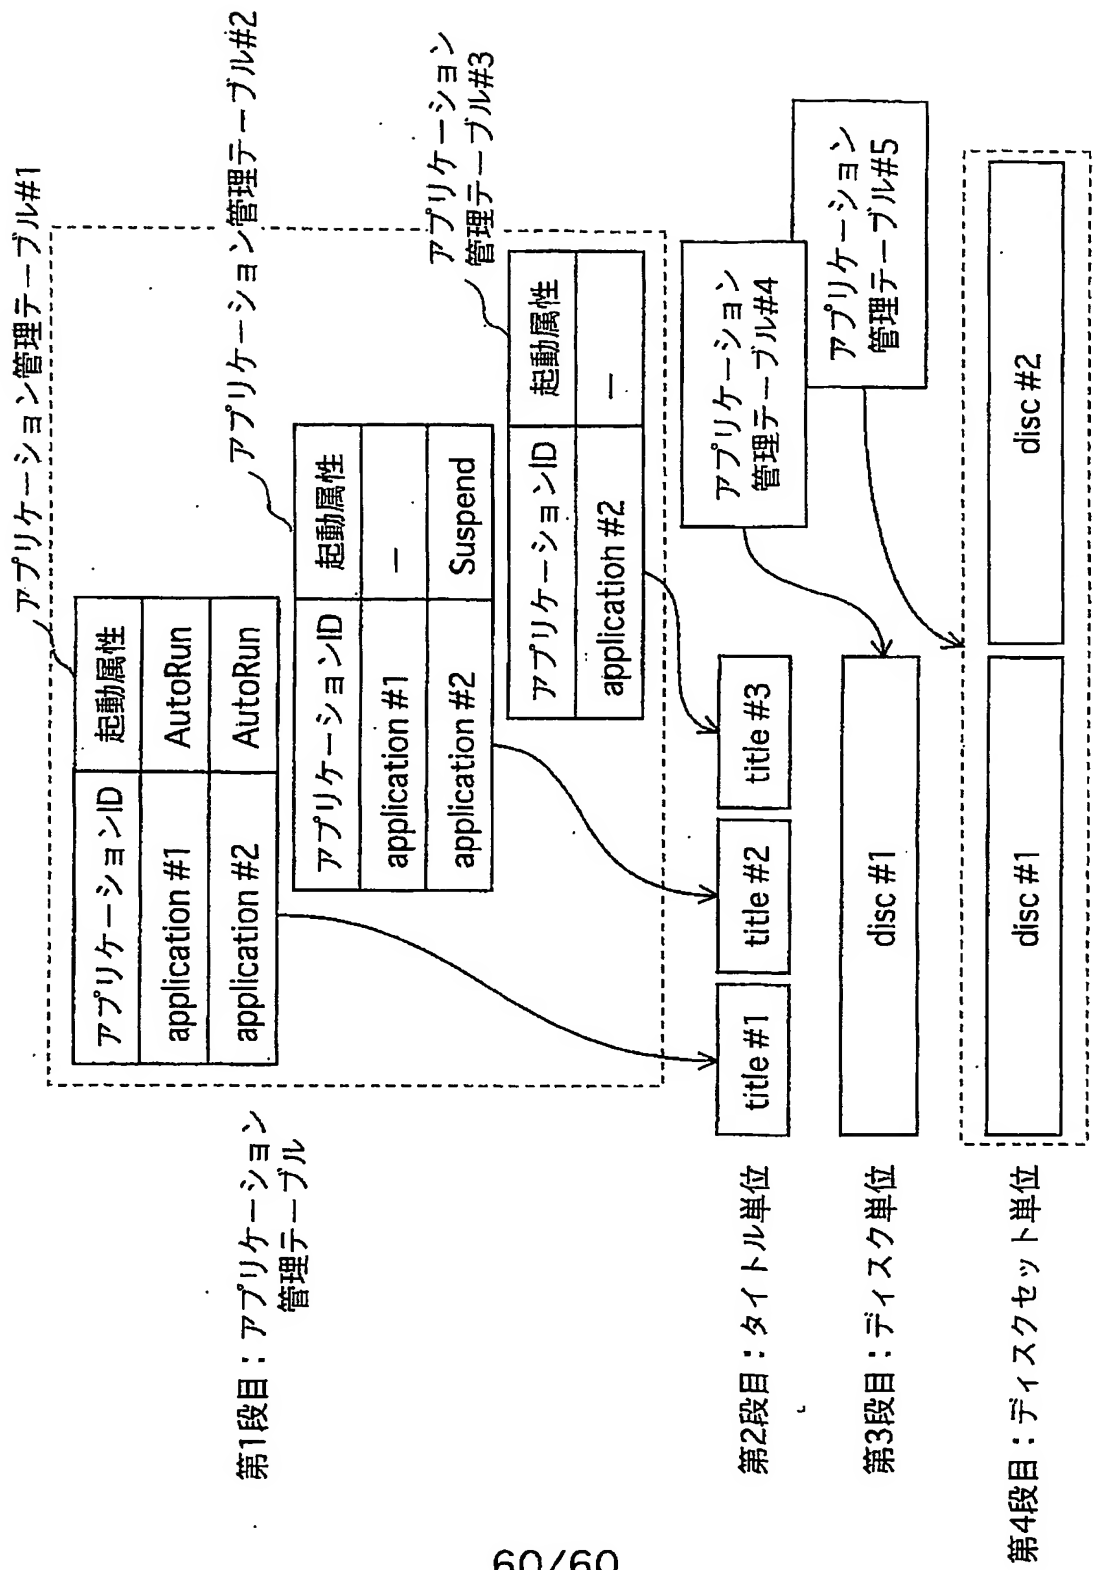 アプリケーション管理テーブル#1
アプリケーション管理テーブル#2
アプリケーション
管理テーブル#3
アプリケーションID 起動属性
application #1 AutoRun
application #2 AutoRun
アプリケーションID 起動属性
application #1 —
application #2 Suspend
アプリケーションID 起動属性
application #2 —
第1段目：アプリケーション
管理テーブル
アプリケーション
管理テーブル#4
アプリケーション
管理テーブル#5
第2段目：タイトル単位
title #1 title #2 title #3
第3段目：ディスク単位
disc #1
第4段目：ディスクセット単位
disc #1 disc #2
60/60